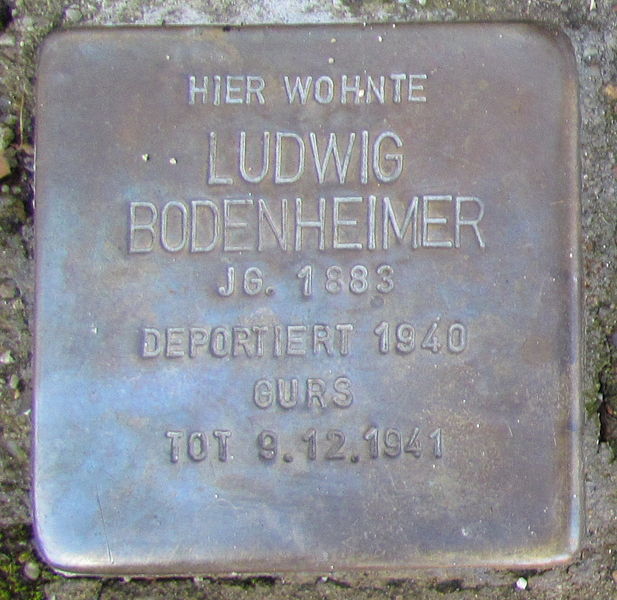 HIER WOHNTE
LUDWIG
BODENHEIMER
JG. 1883
DEPORTIERT 1940
GURS
TOT 9.12.1941